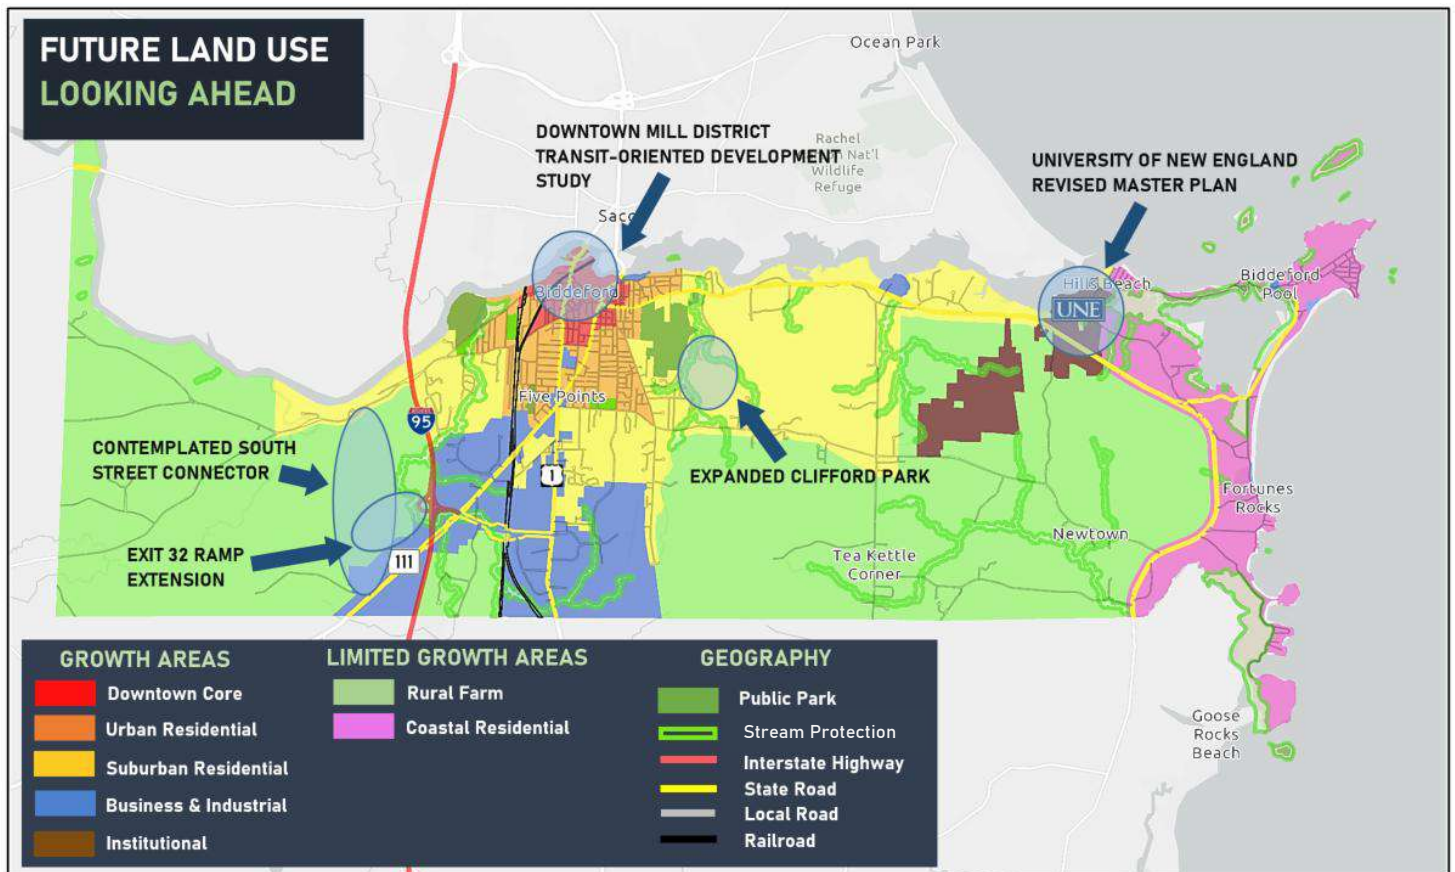 FUTURE LAND USE
LOOKING AHEAD
Ocean Park
DOWNTOWN MILL DISTRICT
TRANSIT-ORIENTED DEVELOPMENT
STUDY
Rachel
Nat'l
Wildlife
Refuge
UNIVERSITY OF NEW ENGLAND
REVISED MASTER PLAN
Saco
Biddeford
Hills Beach
UNE
Biddeford
Pool
Five Points
95
CONTEMPLATED SOUTH
STREET CONNECTOR
1
EXPANDED CLIFFORD PARK
Fortunes
Rocks
EXIT 32 RAMP
EXTENSION
111
Newtown
Tea Kettle
Corner
GROWTH AREAS
Downtown Core
Urban Residential
Suburban Residential
Business & Industrial
Institutional
LIMITED GROWTH AREAS
Rural Farm
Coastal Residential
GEOGRAPHY
Public Park
Stream Protection
Interstate Highway
State Road
Local Road
Railroad
Goose
Rocks
Beach